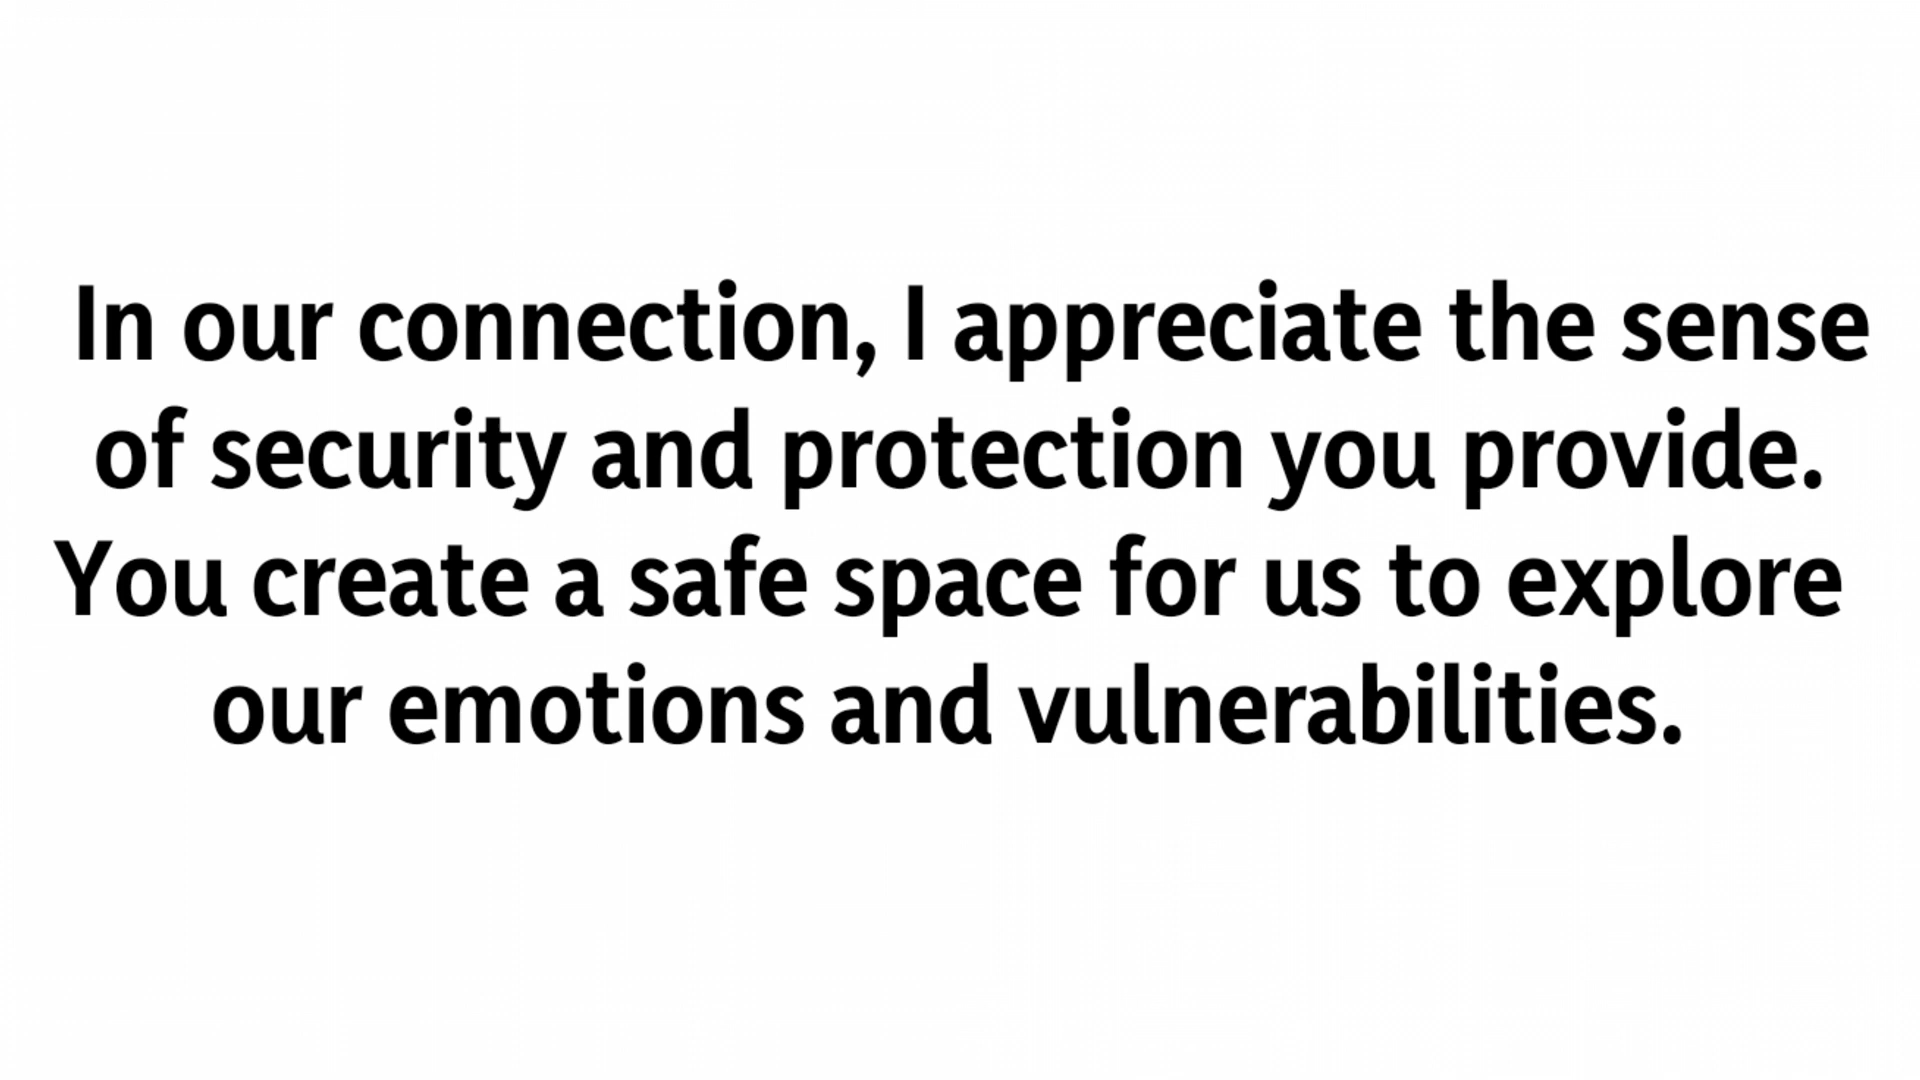 In our connection, I appreciate the sense
of security and protection you provide.
You create a safe space for us to explore
our emotions and vulnerabilities.